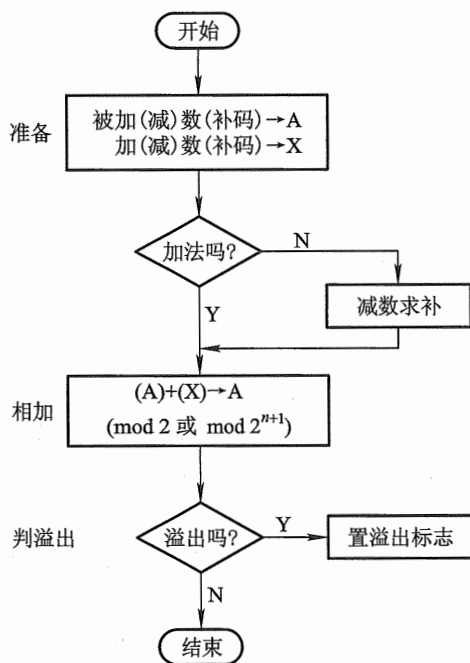 开始
准备
被加(减)数(补码)→A
加(减)数(补码)→X
加法吗?
N
Y
减数求补
相加
(A)+(X)→A
(mod 2 或 mod 2ⁿ⁺¹)
判溢出
溢出吗?
Y
置溢出标志
N
结束